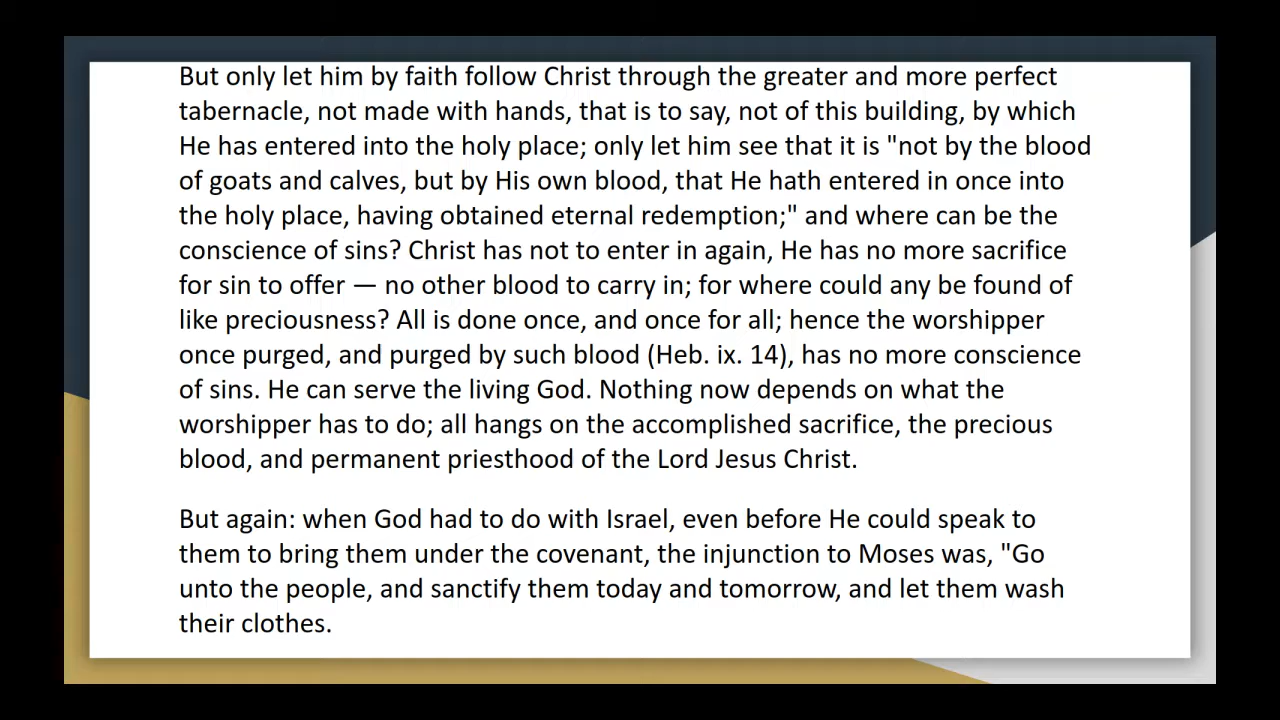 But only let him by faith follow Christ through the greater and more perfect
tabernacle, not made with hands, that is to say, not of this building, by which
He has entered into the holy place; only let him see that it is "not by the blood
of goats and calves, but by His own blood, that He hath entered in once into
the holy place, having obtained eternal redemption;" and where can be the
conscience of sins? Christ has not to enter in again, He has no more sacrifice
for sin to offer — no other blood to carry in; for where could any be found of
like preciousness? All is done once, and once for all; hence the worshipper
once purged, and purged by such blood (Heb. ix. 14), has no more conscience
of sins. He can serve the living God. Nothing now depends on what the
worshipper has to do; all hangs on the accomplished sacrifice, the precious
blood, and permanent priesthood of the Lord Jesus Christ.
But again: when God had to do with Israel, even before He could speak to
them to bring them under the covenant, the injunction to Moses was, "Go
unto the people, and sanctify them today and tomorrow, and let them wash
their clothes.